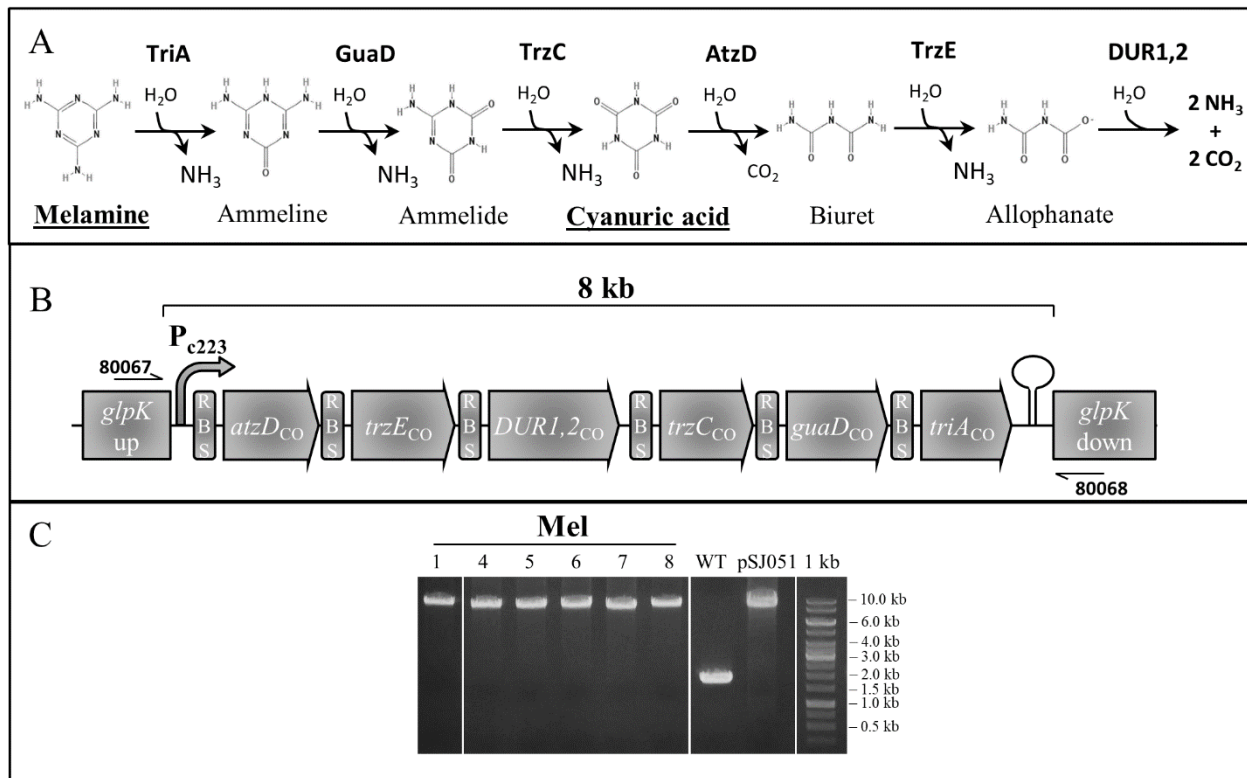 A
TriA GuaD TrzC AtzD TrzE DUR1,2
H₂O H₂O H₂O H₂O H₂O H₂O
NH₃ NH₃ NH₃ CO₂ NH₃ 2 NH₃
+
2 CO₂
Melamine Ammeline Ammelide Cyanuric acid Biuret Allophanate
B
8 kb
Pc223
80067
glpK up RBS atzDCO RBS trzECO RBS DUR1,2CO RBS trzCCO RBS guaDCO RBS triACO glpK down
80068
C
Mel
1 4 5 6 7 8 WT pSJ051 1 kb
10.0 kb
6.0 kb
4.0 kb
3.0 kb
2.0 kb
1.5 kb
1.0 kb
0.5 kb